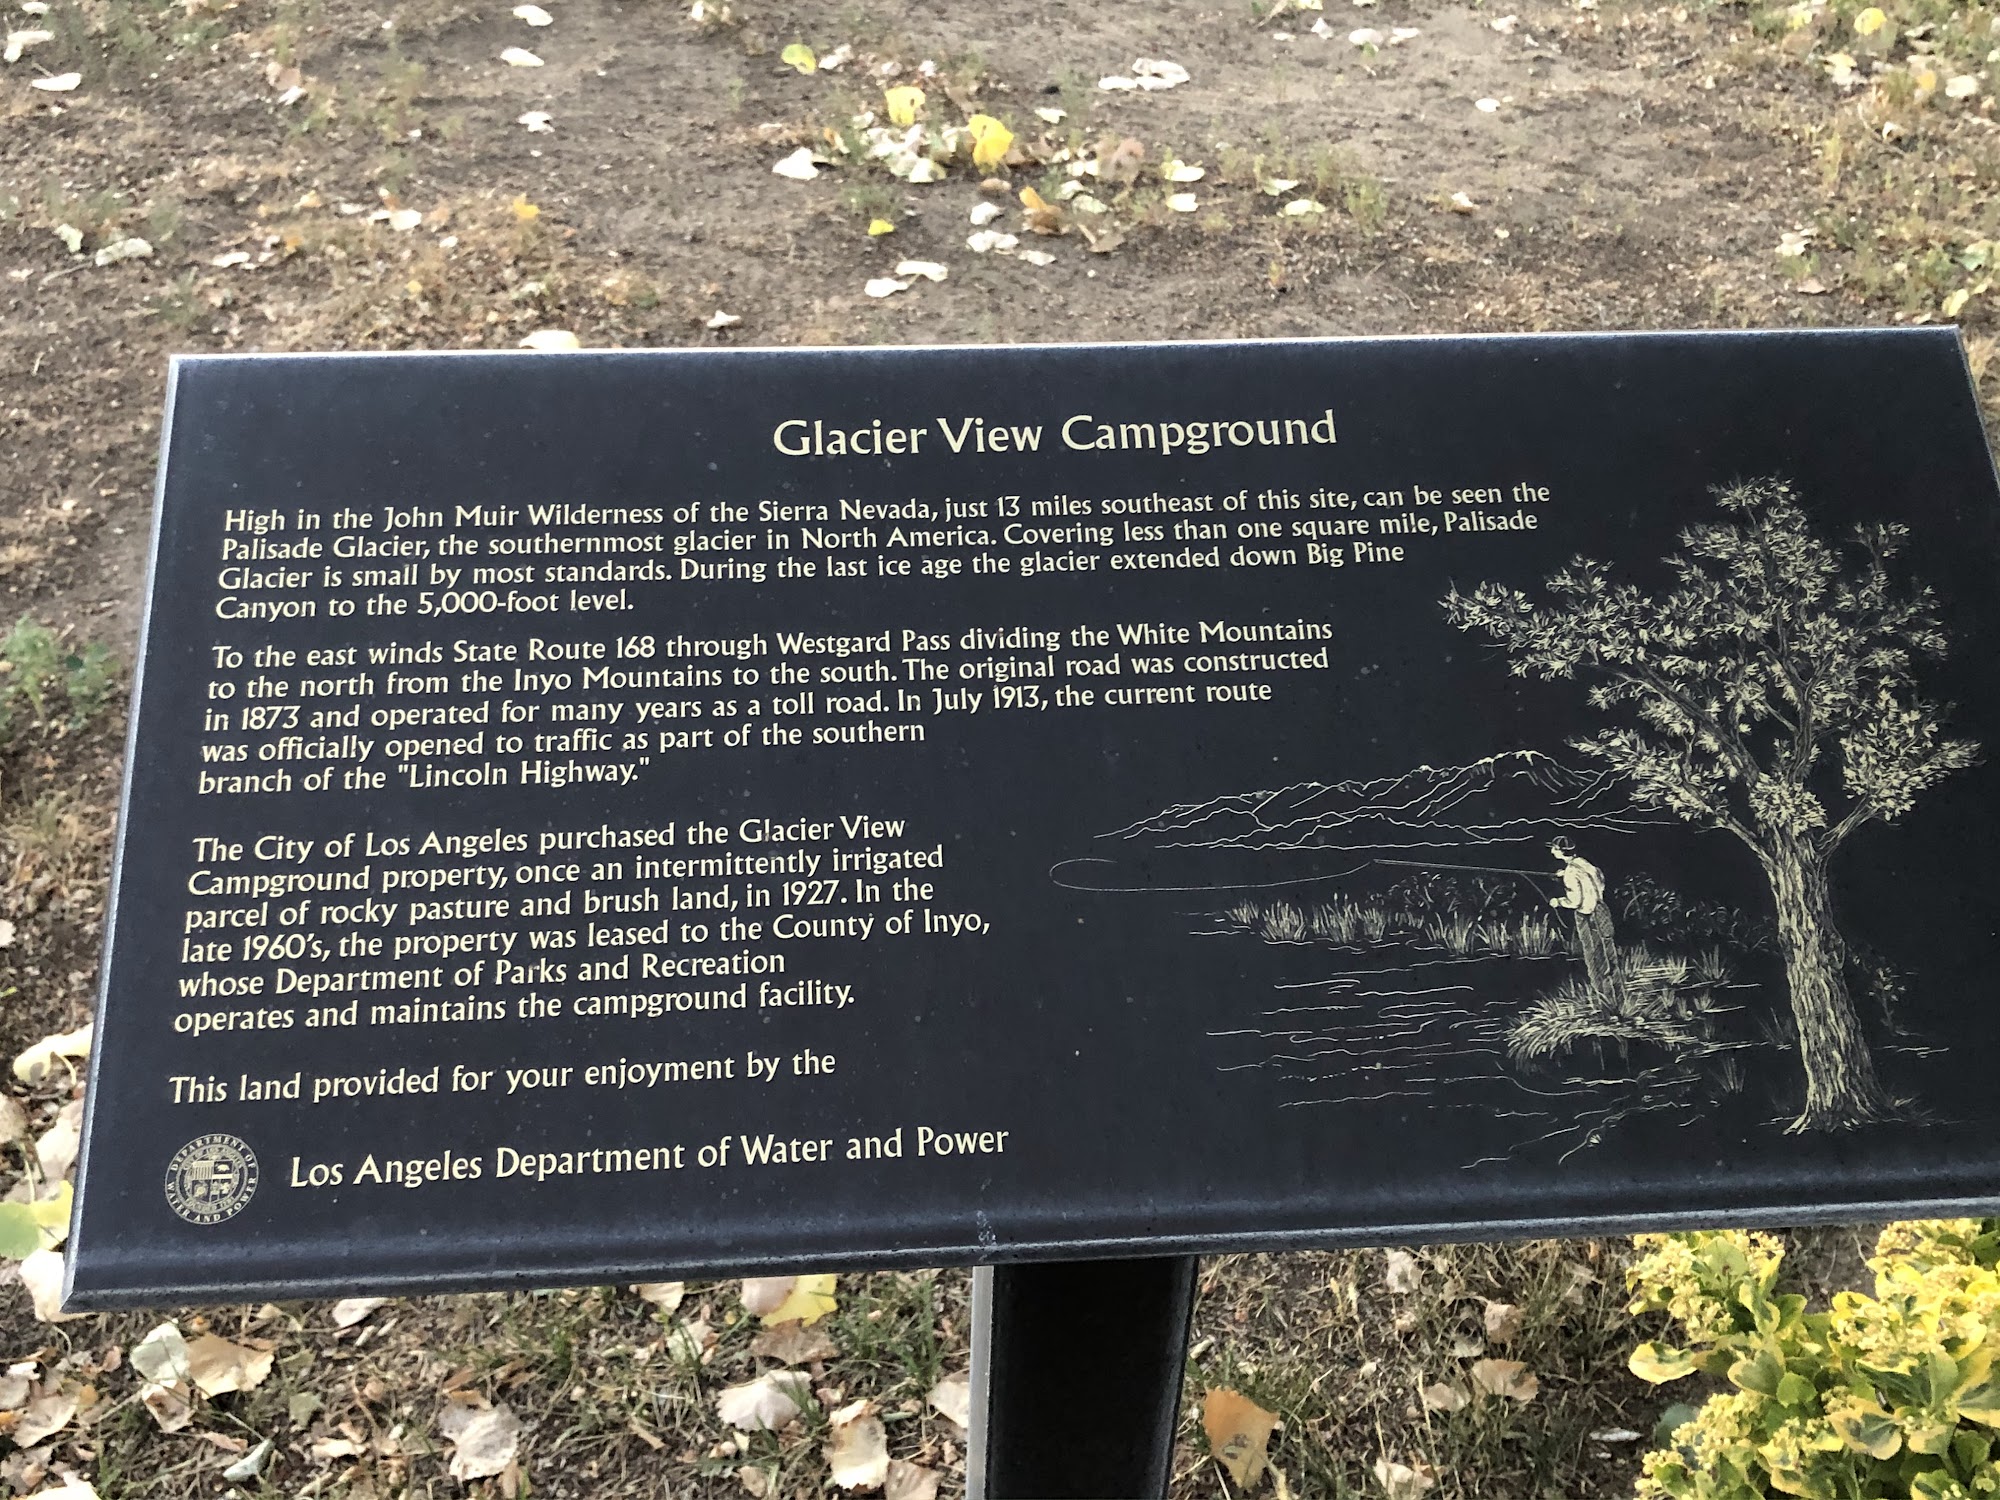 Glacier View Campground
High in the John Muir Wilderness of the Sierra Nevada, just 13 miles southeast of this site, can be seen the
Palisade Glacier, the southernmost glacier in North America. Covering less than one square mile, Palisade
Glacier is small by most standards. During the last ice age the glacier extended down Big Pine
Canyon to the 5,000-foot level.
To the east winds State Route 168 through Westgard Pass dividing the White Mountains
to the north from the Inyo Mountains to the south. The original road was constructed
in 1873 and operated for many years as a toll road. In July 1913, the current route
was officially opened to traffic as part of the southern
branch of the "Lincoln Highway."
The City of Los Angeles purchased the Glacier View
Campground property, once an intermittently irrigated
parcel of rocky pasture and brush land, in 1927. In the
late 1960's, the property was leased to the County of Inyo,
whose Department of Parks and Recreation
operates and maintains the campground facility.
This land provided for your enjoyment by the
DEPARTMENT OF WATER AND POWER
Los Angeles Department of Water and Power